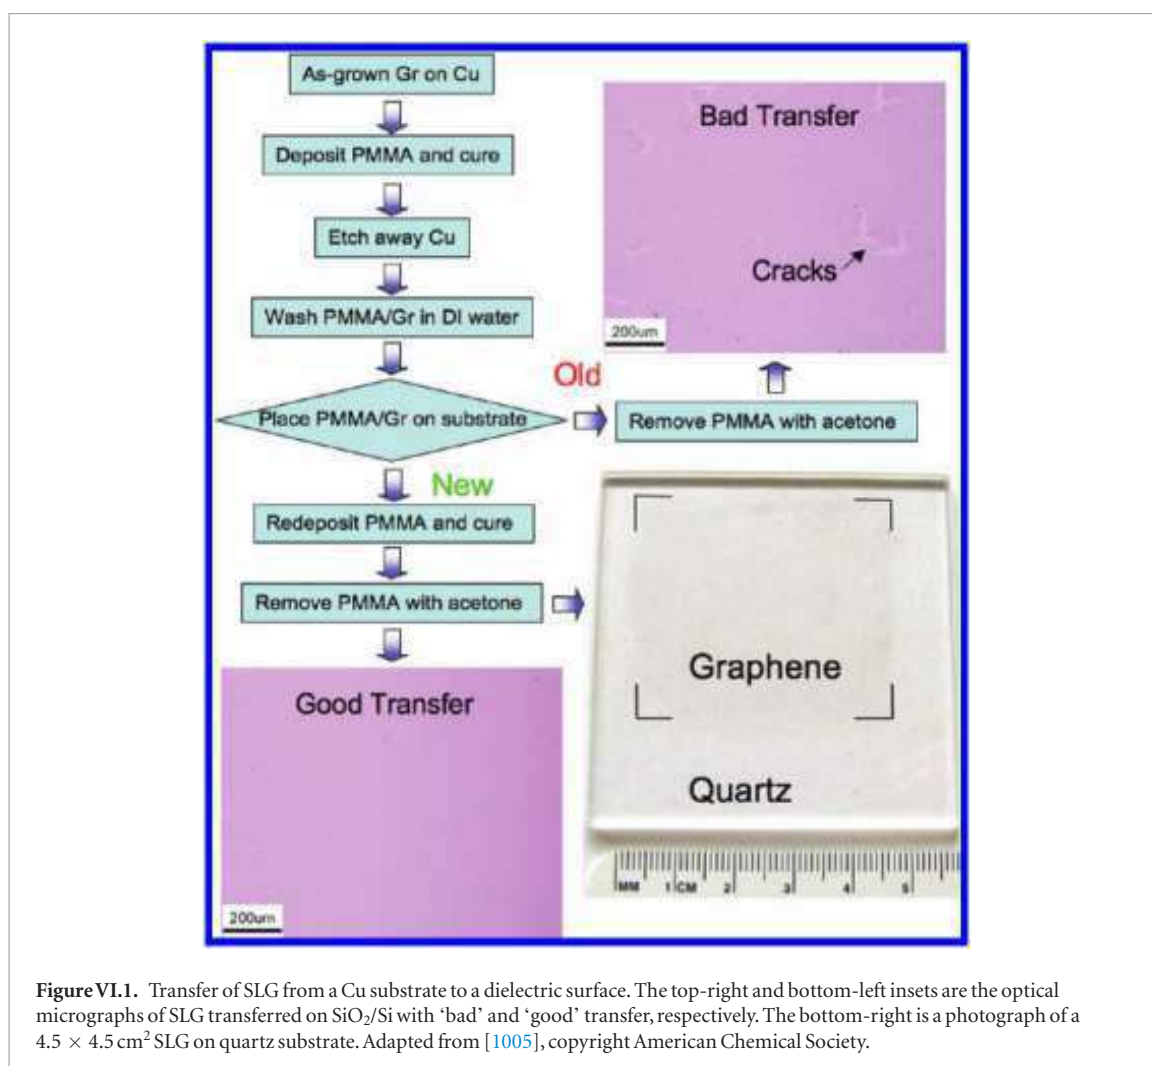 As-grown Gr on Cu
Deposit PMMA and cure
Etch away Cu
Wash PMMA/Gr in DI water
Place PMMA/Gr on substrate
Old
Remove PMMA with acetone
Bad Transfer
Cracks
200um
New
Redeposit PMMA and cure
Remove PMMA with acetone
Good Transfer
200um
Graphene
Quartz
MM 1 CM 2 3 4 5
Figure VI.1. Transfer of SLG from a Cu substrate to a dielectric surface. The top-right and bottom-left insets are the optical
micrographs of SLG transferred on SiO₂/Si with ‘bad’ and ‘good’ transfer, respectively. The bottom-right is a photograph of a
4.5 × 4.5 cm² SLG on quartz substrate. Adapted from [1005], copyright American Chemical Society.